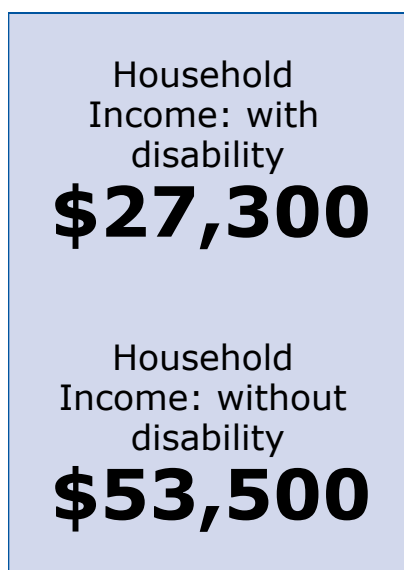 Household
Income: with
disability
$27,300
Household
Income: without
disability
$53,500